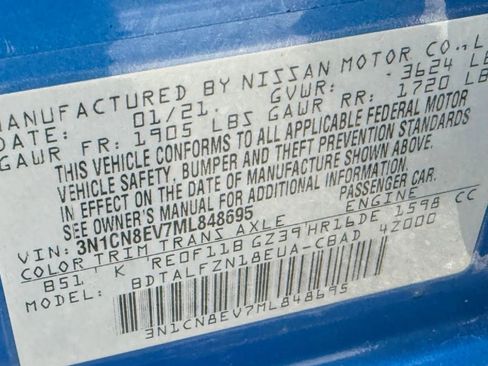 MANUFACTURED BY NISSAN MOTOR CO., L
DATE: 01/21. GVWR: 3624 LB
GAWR FR: 1905 LBS GAWR RR: 1720 LB
THIS VEHICLE CONFORMS TO ALL APPLICABLE FEDERAL MOTOR
VEHICLE SAFETY, BUMPER AND THEFT PREVENTION STANDARDS
IN EFFECT ON THE DATE OF MANUFACTURE SHOWN ABOVE.
SEE OWNER'S MANUAL FOR ADDITIONAL INFORMATION.
VIN: 3N1CN8EV7ML848695 PASSENGER CAR.
COLOR TRIM TRANS AXLE ENGINE
B51 K RE0F11B GZ39 HR16DE 1598 CC
MODEL: BDTALFZN18EUA-CBAD 4Z000
3N1CN8EV7ML848695